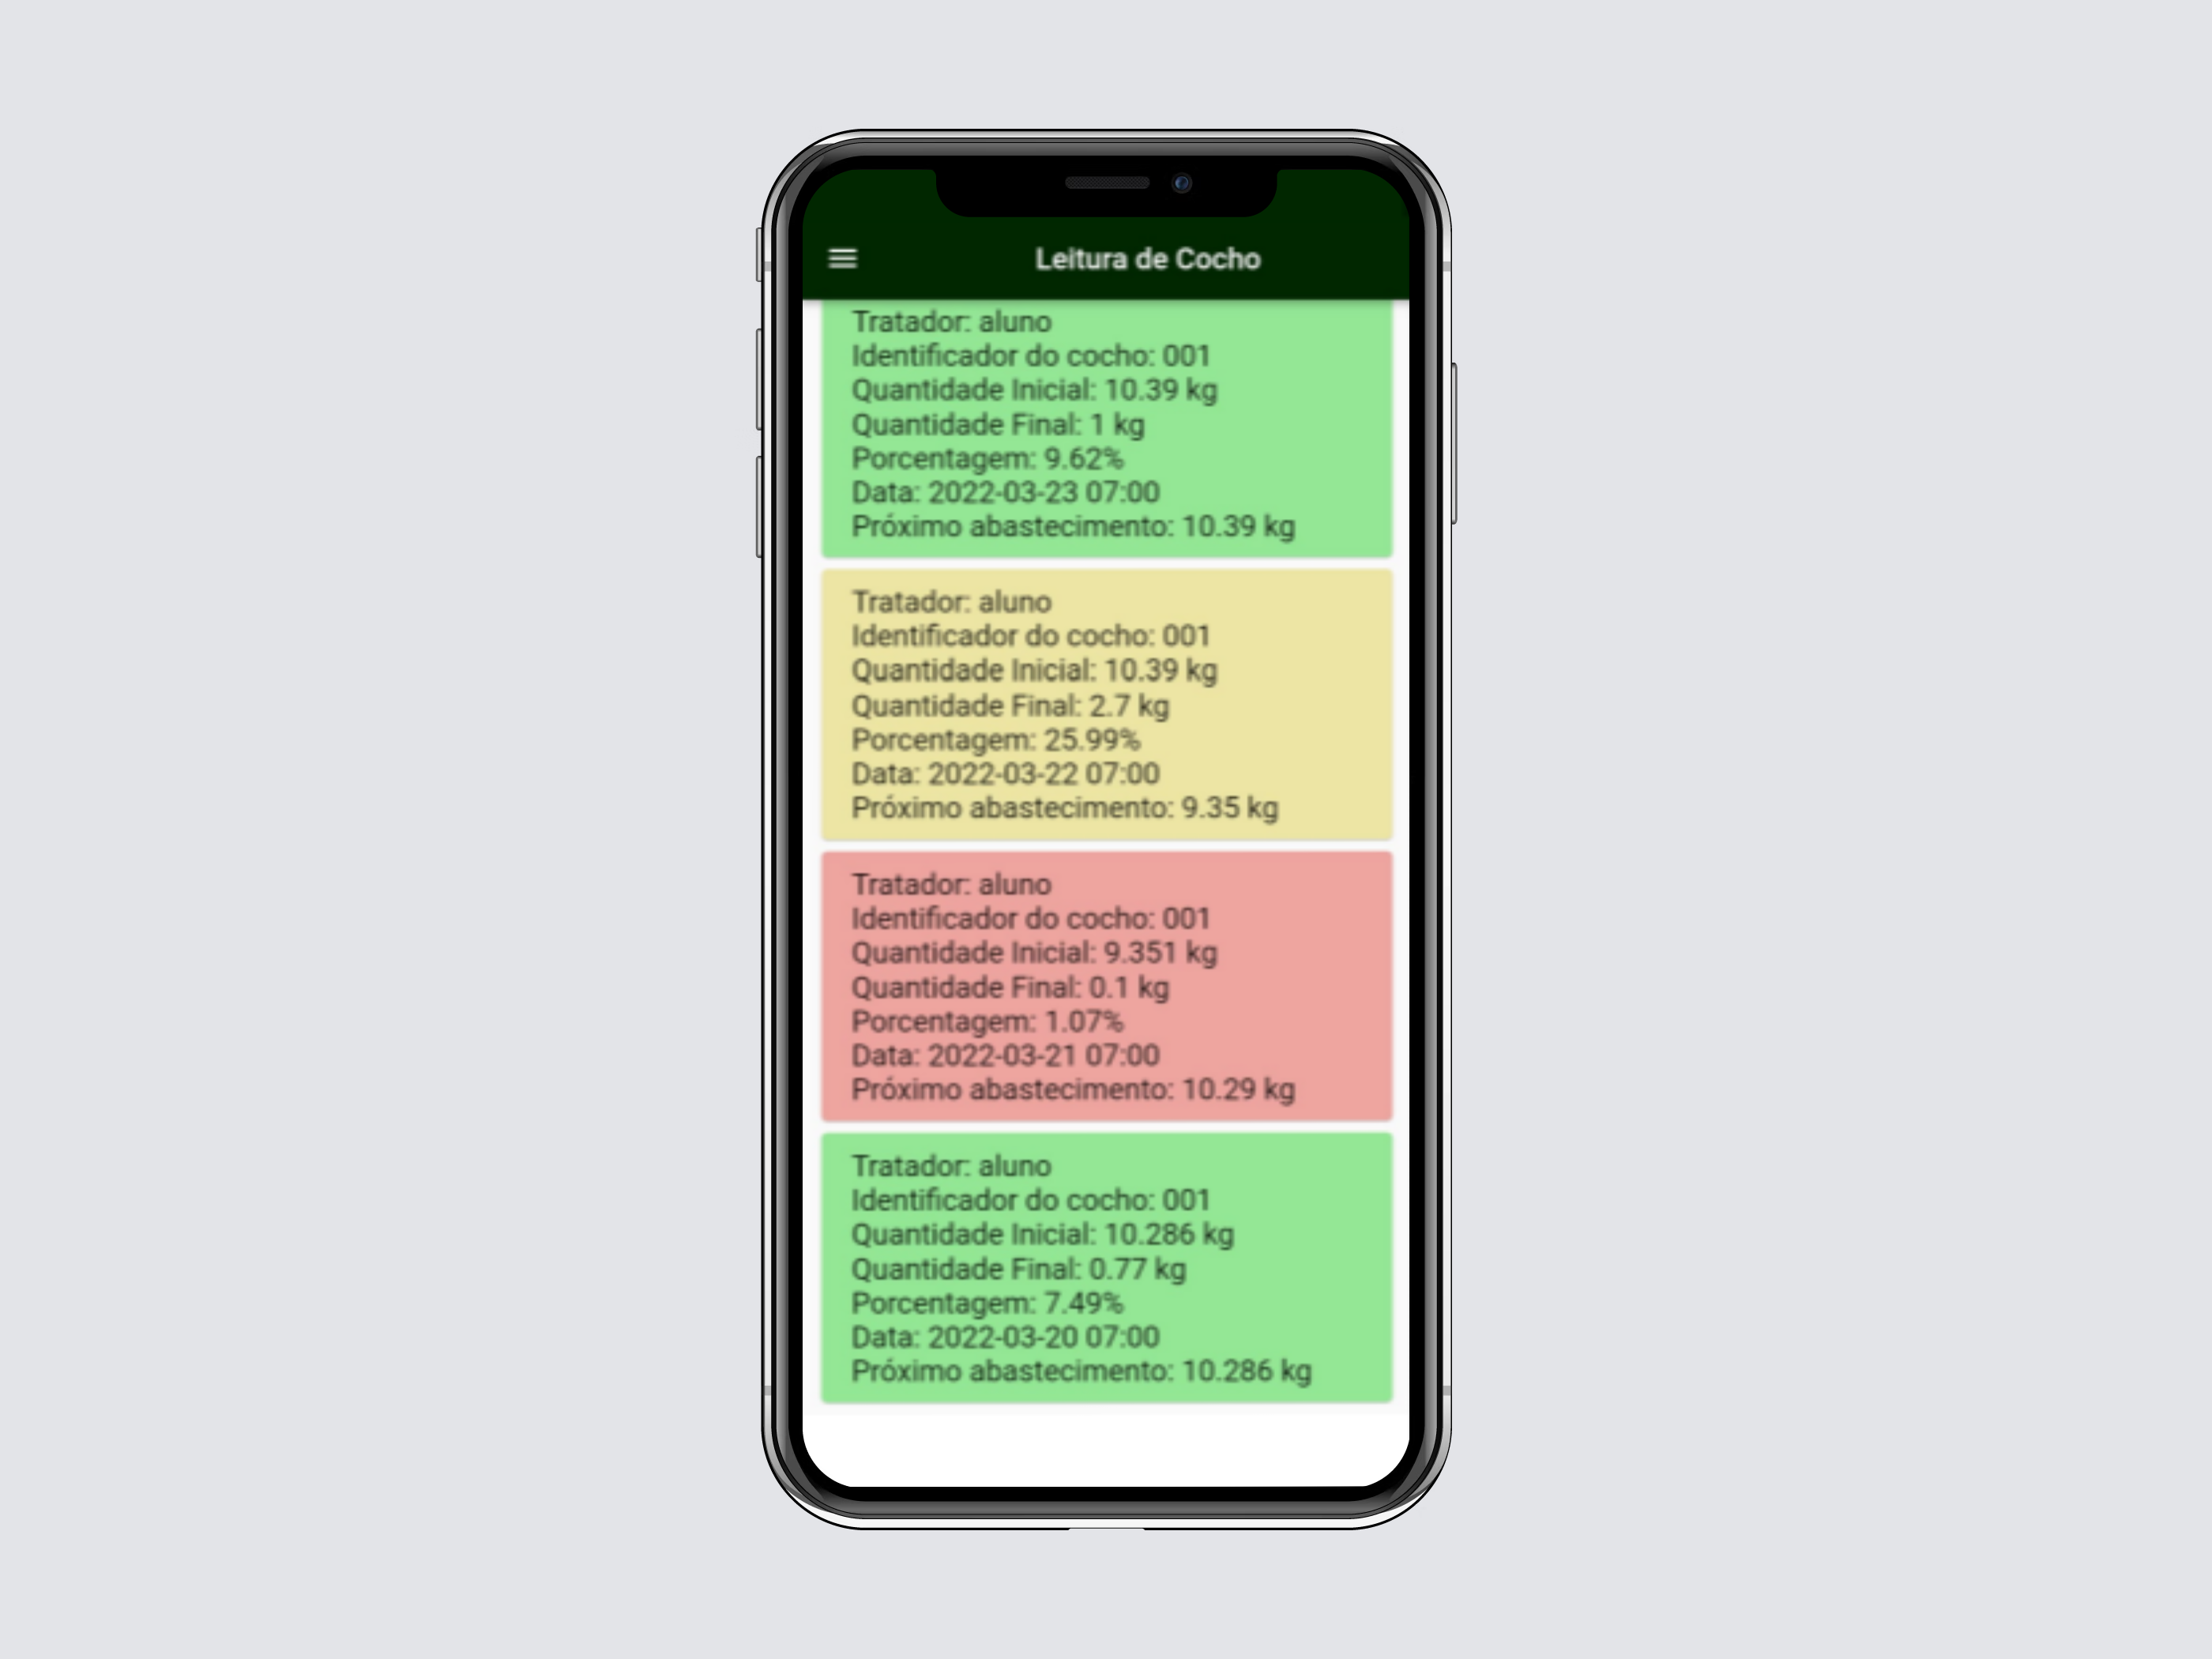 Leitura de Cocho
Tratador: aluno
Identificador do cocho: 001
Quantidade Inicial: 10.39 kg
Quantidade Final: 1 kg
Porcentagem: 9.62%
Data: 2022-03-23 07:00
Próximo abastecimento: 10.39 kg
Tratador: aluno
Identificador do cocho: 001
Quantidade Inicial: 10.39 kg
Quantidade Final: 2.7 kg
Porcentagem: 25.99%
Data: 2022-03-22 07:00
Próximo abastecimento: 9.35 kg
Tratador: aluno
Identificador do cocho: 001
Quantidade Inicial: 9.351 kg
Quantidade Final: 0.1 kg
Porcentagem: 1.07%
Data: 2022-03-21 07:00
Próximo abastecimento: 10.29 kg
Tratador: aluno
Identificador do cocho: 001
Quantidade Inicial: 10.286 kg
Quantidade Final: 0.77 kg
Porcentagem: 7.49%
Data: 2022-03-20 07:00
Próximo abastecimento: 10.286 kg